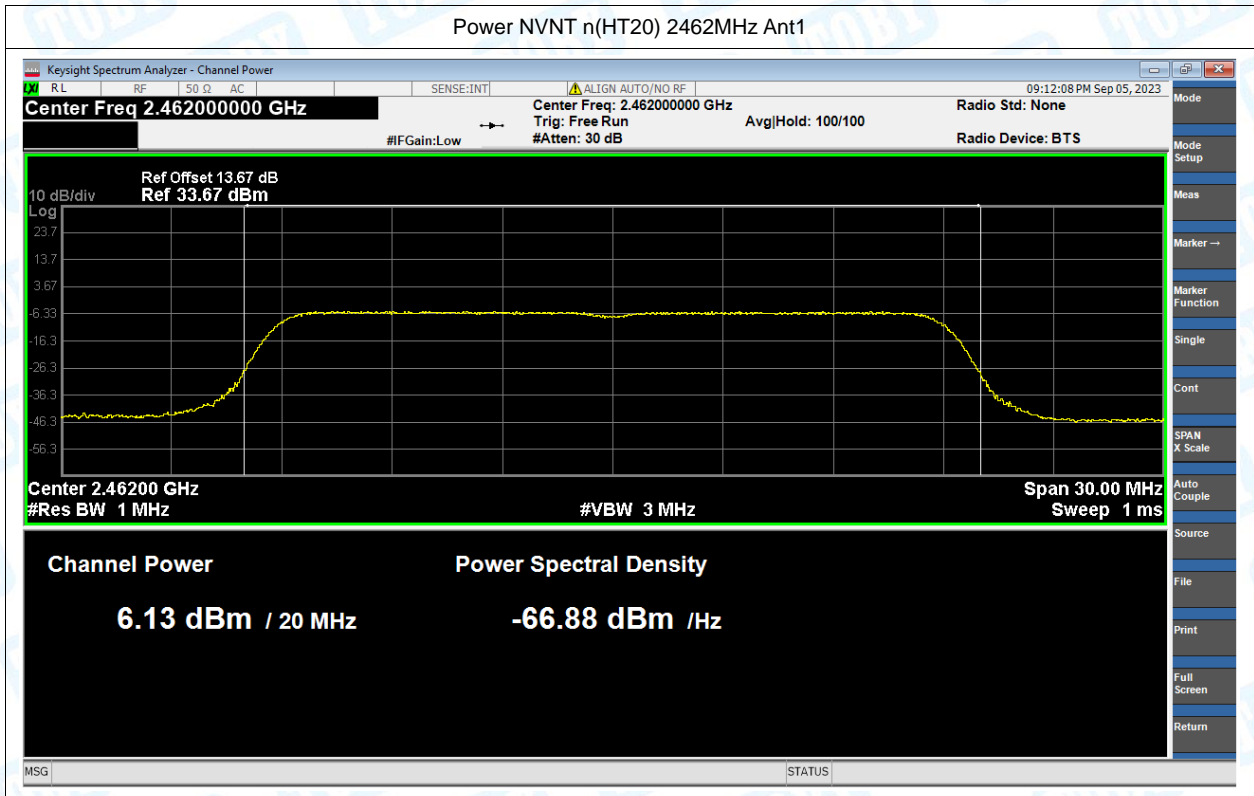 Power NVNT n(HT20) 2462MHz Ant1
Keysight Spectrum Analyzer - Channel Power
LXI RL RF 50 Ω AC SENSE:INT ALIGN AUTO/NO RF 09:12:08 PM Sep 05, 2023
Center Freq 2.462000000 GHz
Center Freq: 2.462000000 GHz
Radio Std: None
Trig: Free Run Avg|Hold: 100/100
#IFGain:Low #Atten: 30 dB Radio Device: BTS
Ref Offset 13.67 dB
10 dB/div Ref 33.67 dBm
Log
23.7
13.7
3.67
-6.33
-16.3
-26.3
-36.3
-46.3
-56.3
Center 2.46200 GHz Span 30.00 MHz
#Res BW 1 MHz #VBW 3 MHz Sweep 1 ms
Channel Power Power Spectral Density
6.13 dBm / 20 MHz -66.88 dBm /Hz
Mode
Mode
Setup
Meas
Marker →
Marker
Function
Single
Cont
SPAN
X Scale
Auto
Couple
Source
File
Print
Full
Screen
Return
MSG STATUS
TOBY